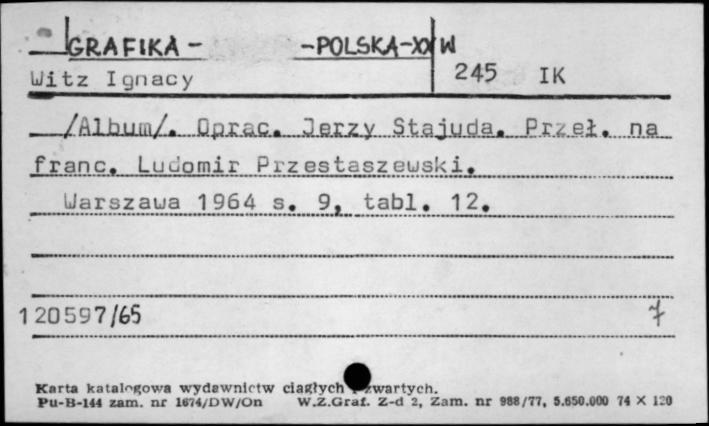 GRAFIKA - -POLSKA-XX W
Witz Ignacy 245 IK
/Album/. Oprac. Jerzy Stajuda. Przeł. na
franc. Ludomir Przestaszewski.
Warszawa 1964 s. 9, tabl. 12.
120597/65 7
Karta katalogowa wydawnictw ciągłych i zwartych.
Pu-B-144 zam. nr 1674/DW/On W.Z.Graf. Z-d 2, Zam. nr 988/77, 5.650.000 74 X 120